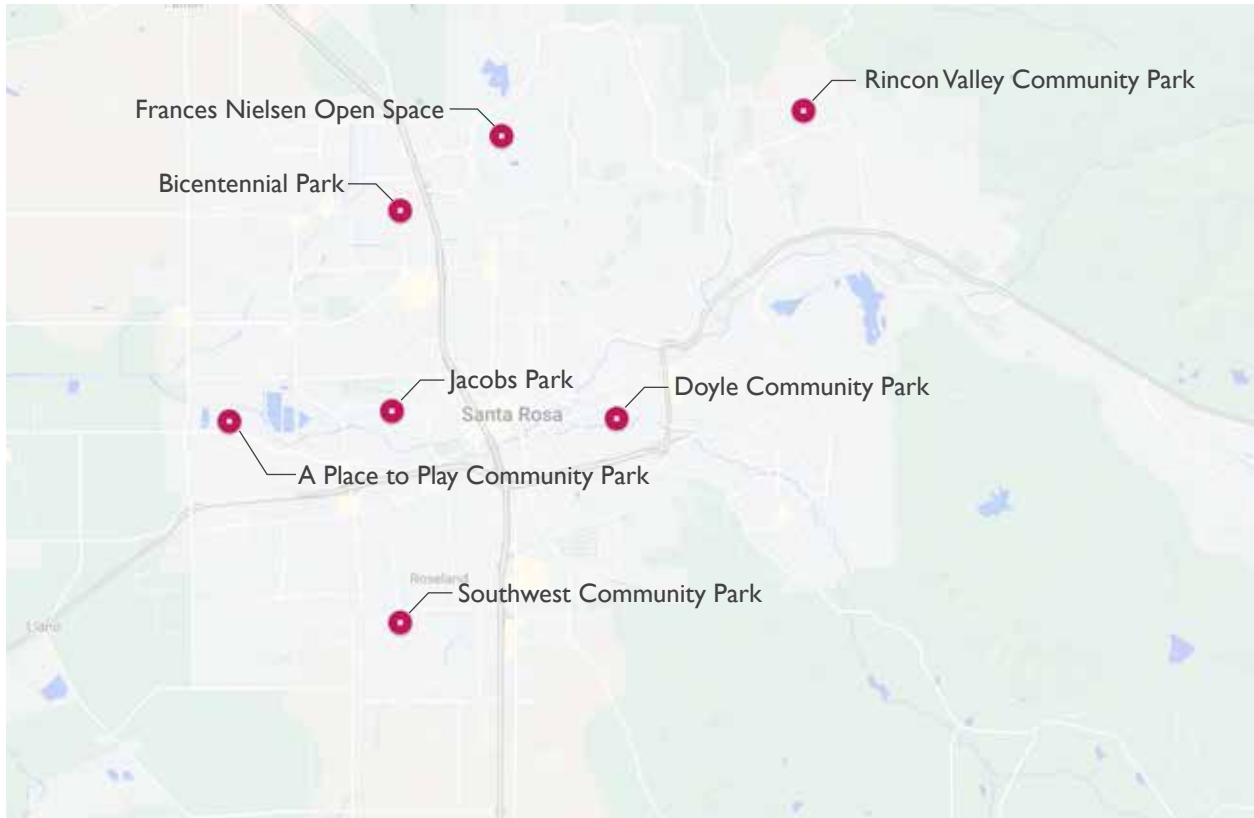 Rincon Valley Community Park
Frances Nielsen Open Space
Bicentennial Park
Jacobs Park
Doyle Community Park
Santa Rosa
A Place to Play Community Park
Roseland
Southwest Community Park
Llano